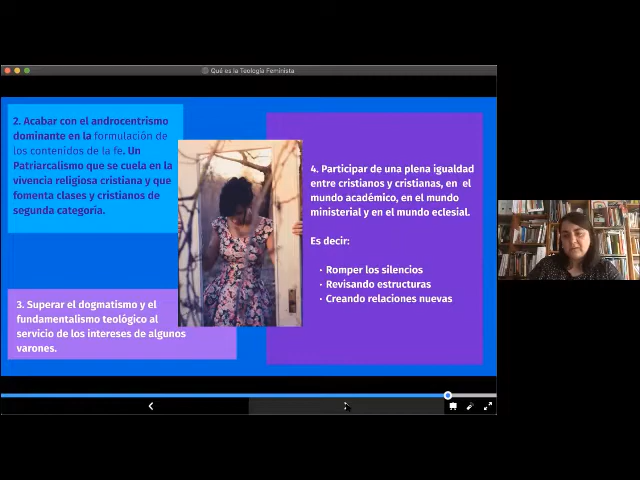 Qué es la Teología Feminista
2. Acabar con el androcentrismo
dominante en la formulación de
los contenidos de la fe. Un
Patriarcalismo que se cuela en la
vivencia religiosa cristiana y que
fomenta clases y cristianos de
segunda categoría.
3. Superar el dogmatismo y el
fundamentalismo teológico al
servicio de los intereses de algunos
varones.
4. Participar de una plena igualdad
entre cristianos y cristianas, en el
mundo académico, en el mundo
ministerial y en el mundo eclesial.
Es decir:
· Romper los silencios
· Revisando estructuras
· Creando relaciones nuevas